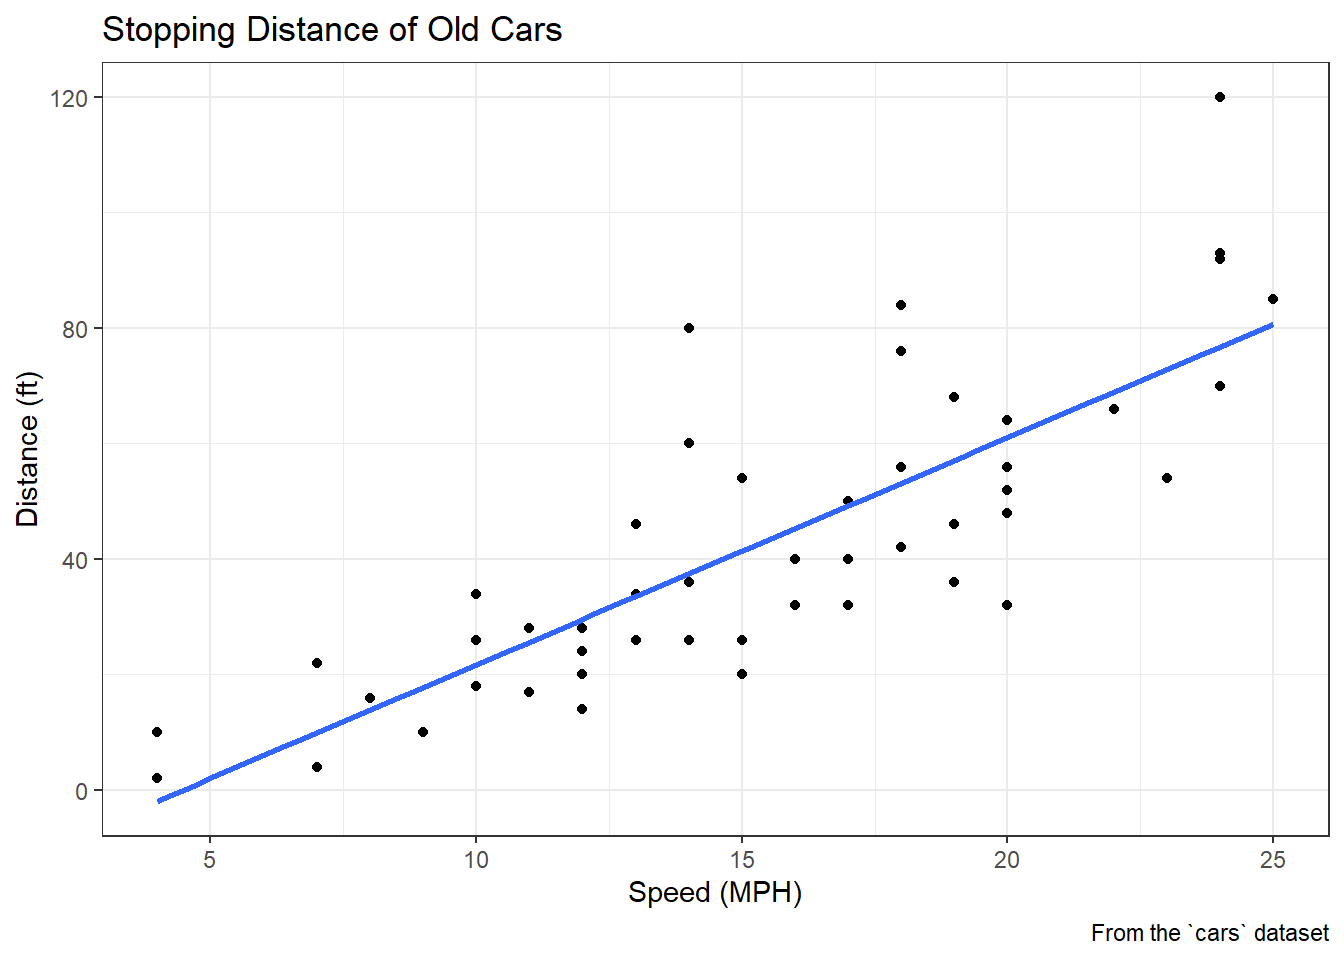 Stopping Distance of Old Cars
120
80
40
0
Distance (ft)
5 10 15 20 25
Speed (MPH)
From the `cars` dataset